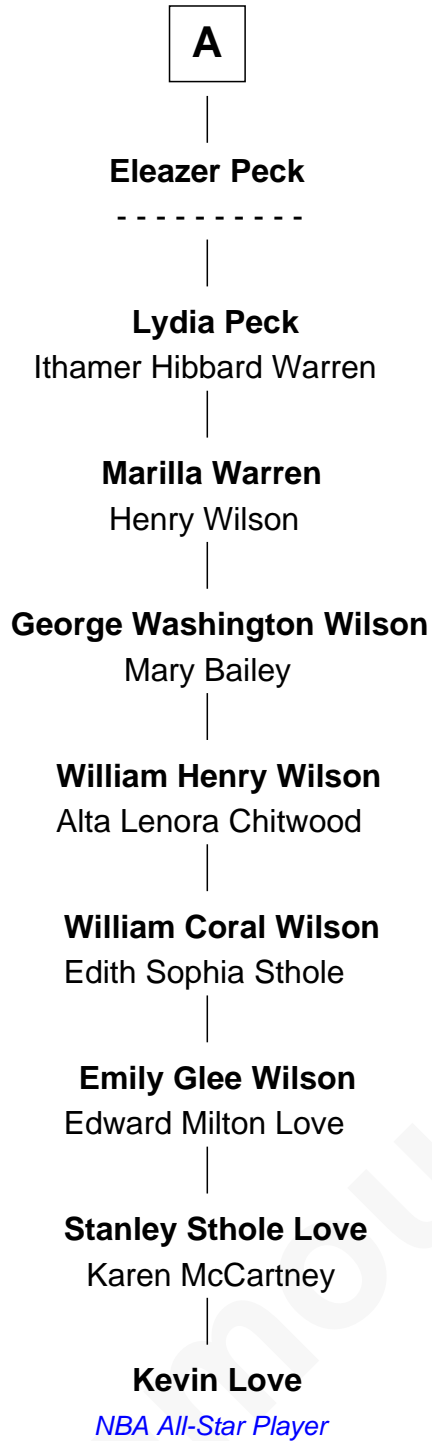 A
Eleazer Peck
- - - - - - - - - -
Lydia Peck
Ithamer Hibbard Warren
Marilla Warren
Henry Wilson
George Washington Wilson
Mary Bailey
William Henry Wilson
Alta Lenora Chitwood
William Coral Wilson
Edith Sophia Sthole
Emily Glee Wilson
Edward Milton Love
Stanley Sthole Love
Karen McCartney
Kevin Love
NBA All-Star Player